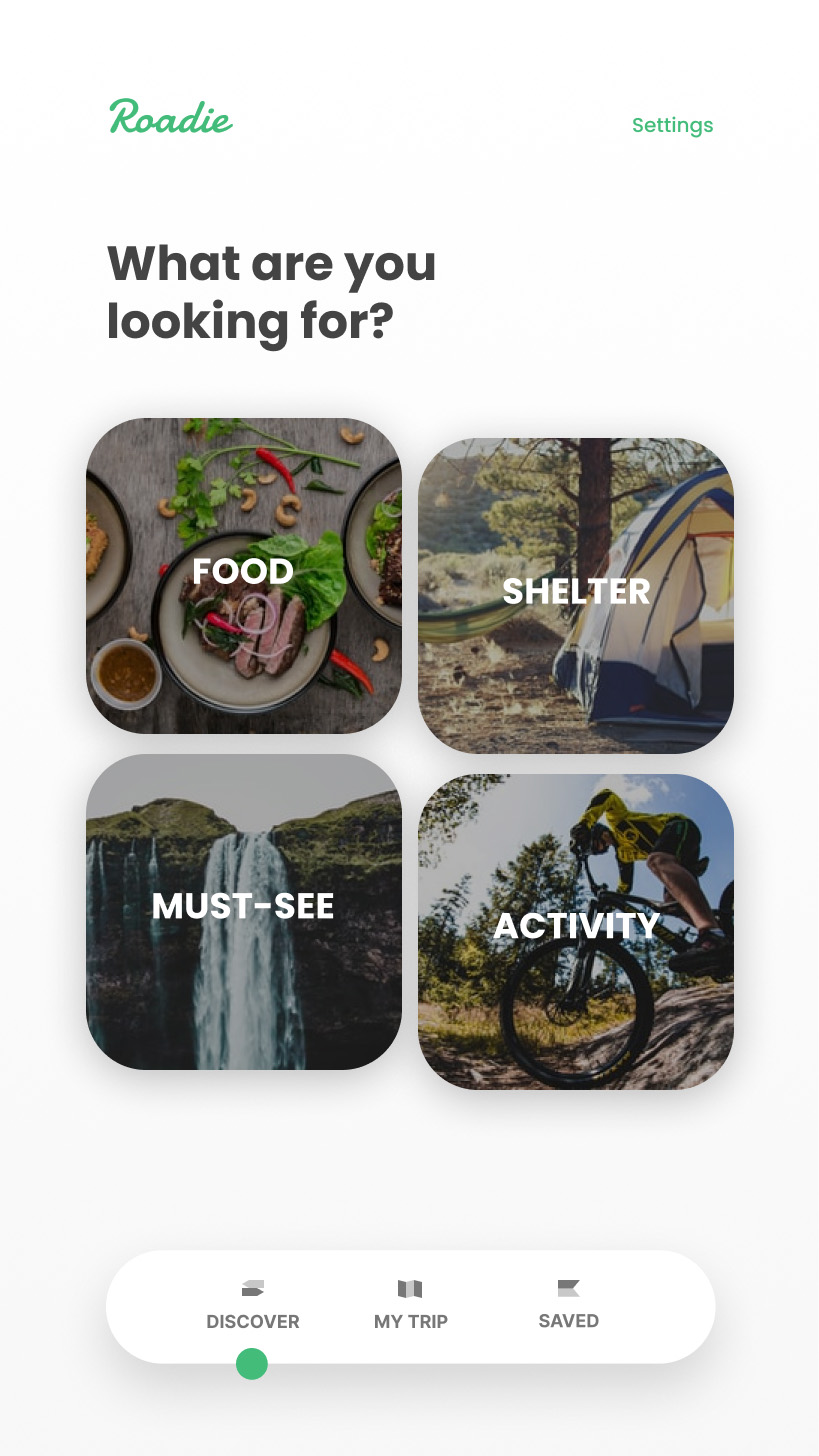 Roadie
Settings
What are you
looking for?
FOOD
SHELTER
MUST-SEE
ACTIVITY
DISCOVER
MY TRIP
SAVED